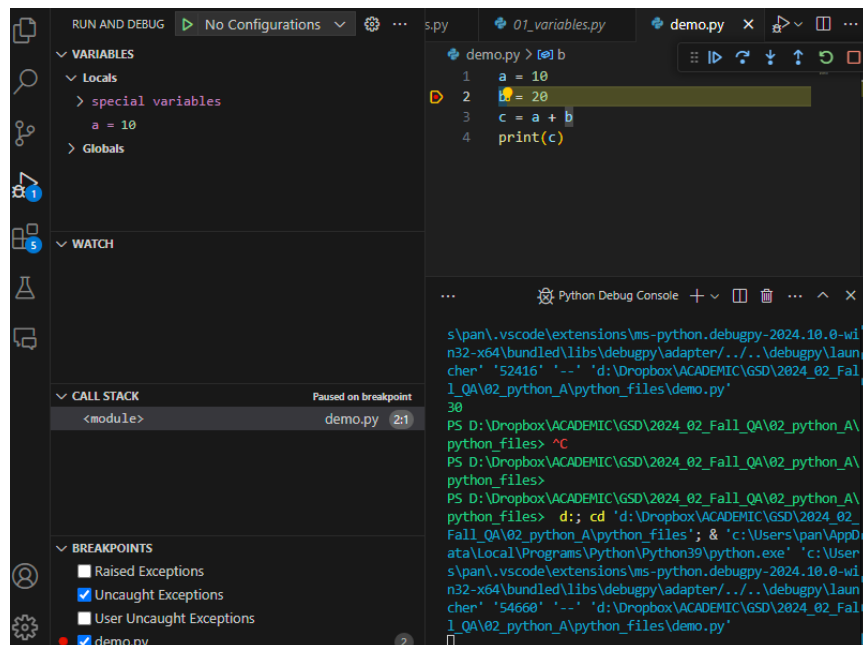 RUN AND DEBUG No Configurations
VARIABLES
Locals
special variables
a = 10
Globals
WATCH
CALL STACK Paused on breakpoint
<module> demo.py 2:1
BREAKPOINTS
Raised Exceptions
Uncaught Exceptions
User Uncaught Exceptions
demo.py 2
1
5
s.py 01_variables.py demo.py
demo.py > b
1 a = 10
2 b = 20
3 c = a + b
4 print(c)
Python Debug Console
s\pan\.vscode\extensions\ms-python.debugpy-2024.10.0-wi
n32-x64\bundled\libs\debugpy\adapter/../..\debugpy\laun
cher' '52416' '--' 'd:\Dropbox\ACADEMIC\GSD\2024_02_Fal
l_QA\02_python_A\python_files\demo.py'
30
PS D:\Dropbox\ACADEMIC\GSD\2024_02_Fall_QA\02_python_A\
python_files> ^C
PS D:\Dropbox\ACADEMIC\GSD\2024_02_Fall_QA\02_python_A\
python_files>
PS D:\Dropbox\ACADEMIC\GSD\2024_02_Fall_QA\02_python_A\
python_files> d:; cd 'd:\Dropbox\ACADEMIC\GSD\2024_02_
Fall_QA\02_python_A\python_files'; & 'c:\Users\pan\AppD
ata\Local\Programs\Python\Python39\python.exe' 'c:\User
s\pan\.vscode\extensions\ms-python.debugpy-2024.10.0-wi
n32-x64\bundled\libs\debugpy\adapter/../..\debugpy\laun
cher' '54660' '--' 'd:\Dropbox\ACADEMIC\GSD\2024_02_Fal
l_QA\02_python_A\python_files\demo.py'